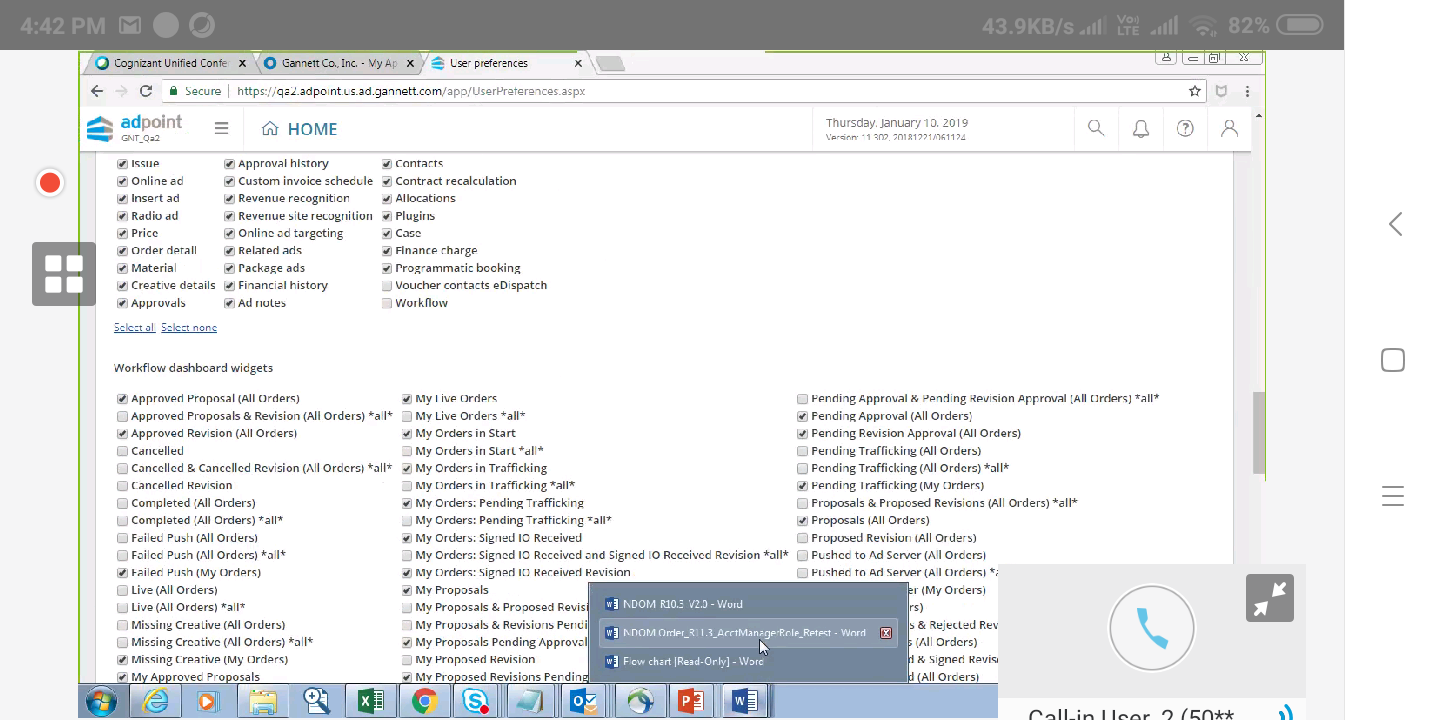 4:42 PM
43.9KB/s Vo) LTE 82%
Cognizant Unified Confe x
Gannett Co., Inc. - My Ap x
User preferences x
Secure | https://qa2.adpoint.us.ad.gannett.com/app/UserPreferences.aspx
adpoint
GNT_Qa2
HOME
Thursday, January 10, 2019
Version: 11.302, 20181221/061124
Issue Approval history Contacts
Online ad Custom invoice schedule Contract recalculation
Insert ad Revenue recognition Allocations
Radio ad Revenue site recognition Plugins
Price Online ad targeting Case
Order detail Related ads Finance charge
Material Package ads Programmatic booking
Creative details Financial history Voucher contacts eDispatch
Approvals Ad notes Workflow
Select all Select none
Workflow dashboard widgets
Approved Proposal (All Orders) My Live Orders Pending Approval & Pending Revision Approval (All Orders) *all*
Approved Proposals & Revision (All Orders) *all* My Live Orders *all* Pending Approval (All Orders)
Approved Revision (All Orders) My Orders in Start Pending Revision Approval (All Orders)
Cancelled My Orders in Start *all* Pending Trafficking (All Orders)
Cancelled & Cancelled Revision (All Orders) *all* My Orders in Trafficking Pending Trafficking (All Orders) *all*
Cancelled Revision My Orders in Trafficking *all* Pending Trafficking (My Orders)
Completed (All Orders) My Orders: Pending Trafficking Proposals & Proposed Revisions (All Orders) *all*
Completed (All Orders) *all* My Orders: Pending Trafficking *all* Proposals (All Orders)
Failed Push (All Orders) My Orders: Signed IO Received Proposed Revision (All Orders)
Failed Push (All Orders) *all* My Orders: Signed IO Received and Signed IO Received Revision *all* Pushed to Ad Server (All Orders)
Failed Push (My Orders) My Orders: Signed IO Received Revision Pushed to Ad Server (All Orders) *a
Live (All Orders) My Proposals
Live (All Orders) *all* My Proposals & Proposed Revisi
Missing Creative (All Orders) My Proposals & Revisions Pendi
Missing Creative (All Orders) *all* My Proposals Pending Approval
Missing Creative (My Orders) My Proposed Revision
My Approved Proposals My Proposed Revisions Pending
Orders)
& Rejected Re
& Signed Revi
NDOM_R10.3_V2.0 - Word
NDOM.Order_R11.3_AcctManagerRole_Retest - Word
Flow chart [Read-Only] - Word
Call-in User_2 (50**